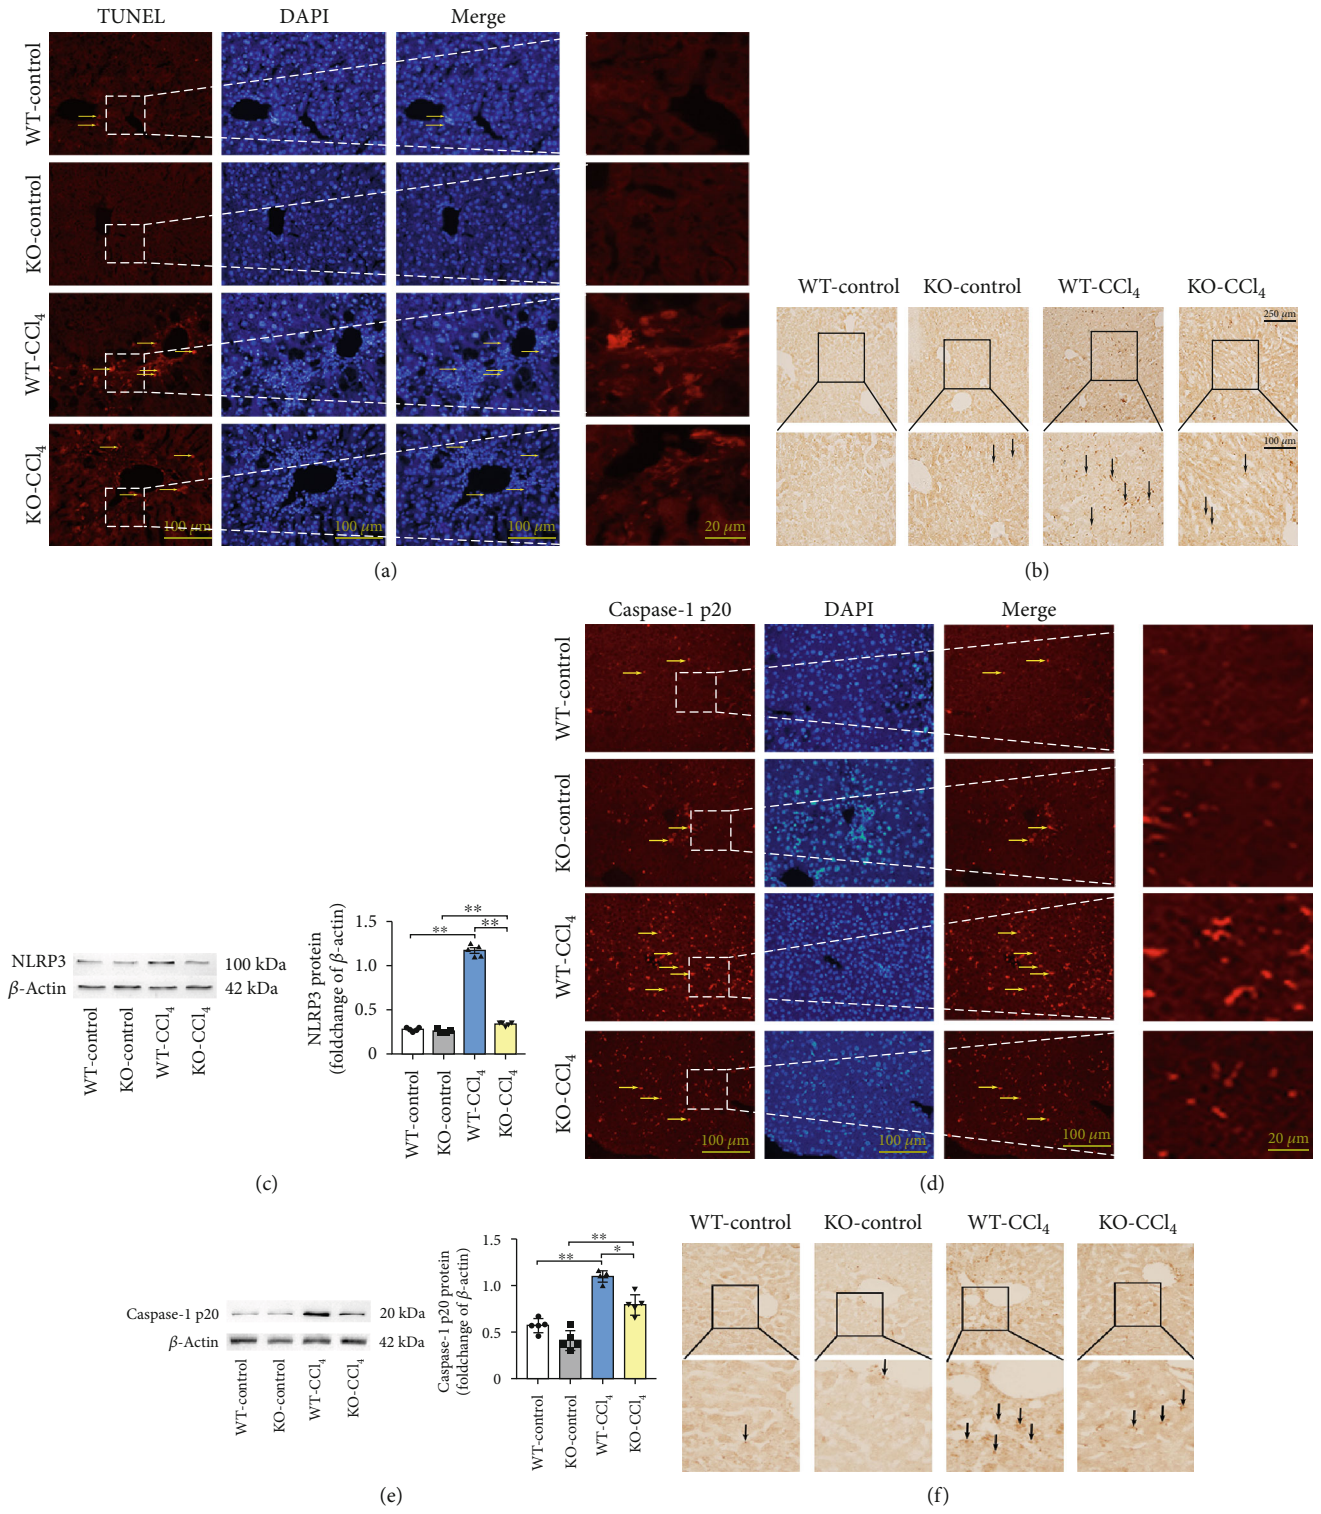 TUNEL DAPI Merge
WT-control
KO-control
WT-CCl₄
KO-CCl₄
100 μm 100 μm 100 μm 20 μm
(a)
WT-control KO-control WT-CCl₄ KO-CCl₄
250 μm
100 μm
(b)
NLRP3 100 kDa
β-Actin 42 kDa
WT-control KO-control WT-CCl₄ KO-CCl₄
NLRP3 protein
(foldchange of β-actin)
1.5
1.0
0.5
0
**
**
**
WT-control KO-control WT-CCl₄ KO-CCl₄
(c)
Caspase-1 p20 DAPI Merge
WT-control
KO-control
WT-CCl₄
KO-CCl₄
100 μm 100 μm 100 μm 20 μm
(d)
Caspase-1 p20 20 kDa
β-Actin 42 kDa
WT-control KO-control WT-CCl₄ KO-CCl₄
Caspase-1 p20 protein
(foldchange of β-actin)
1.5
1.0
0.5
0
**
**
*
WT-control KO-control WT-CCl₄ KO-CCl₄
(e)
WT-control KO-control WT-CCl₄ KO-CCl₄
(f)